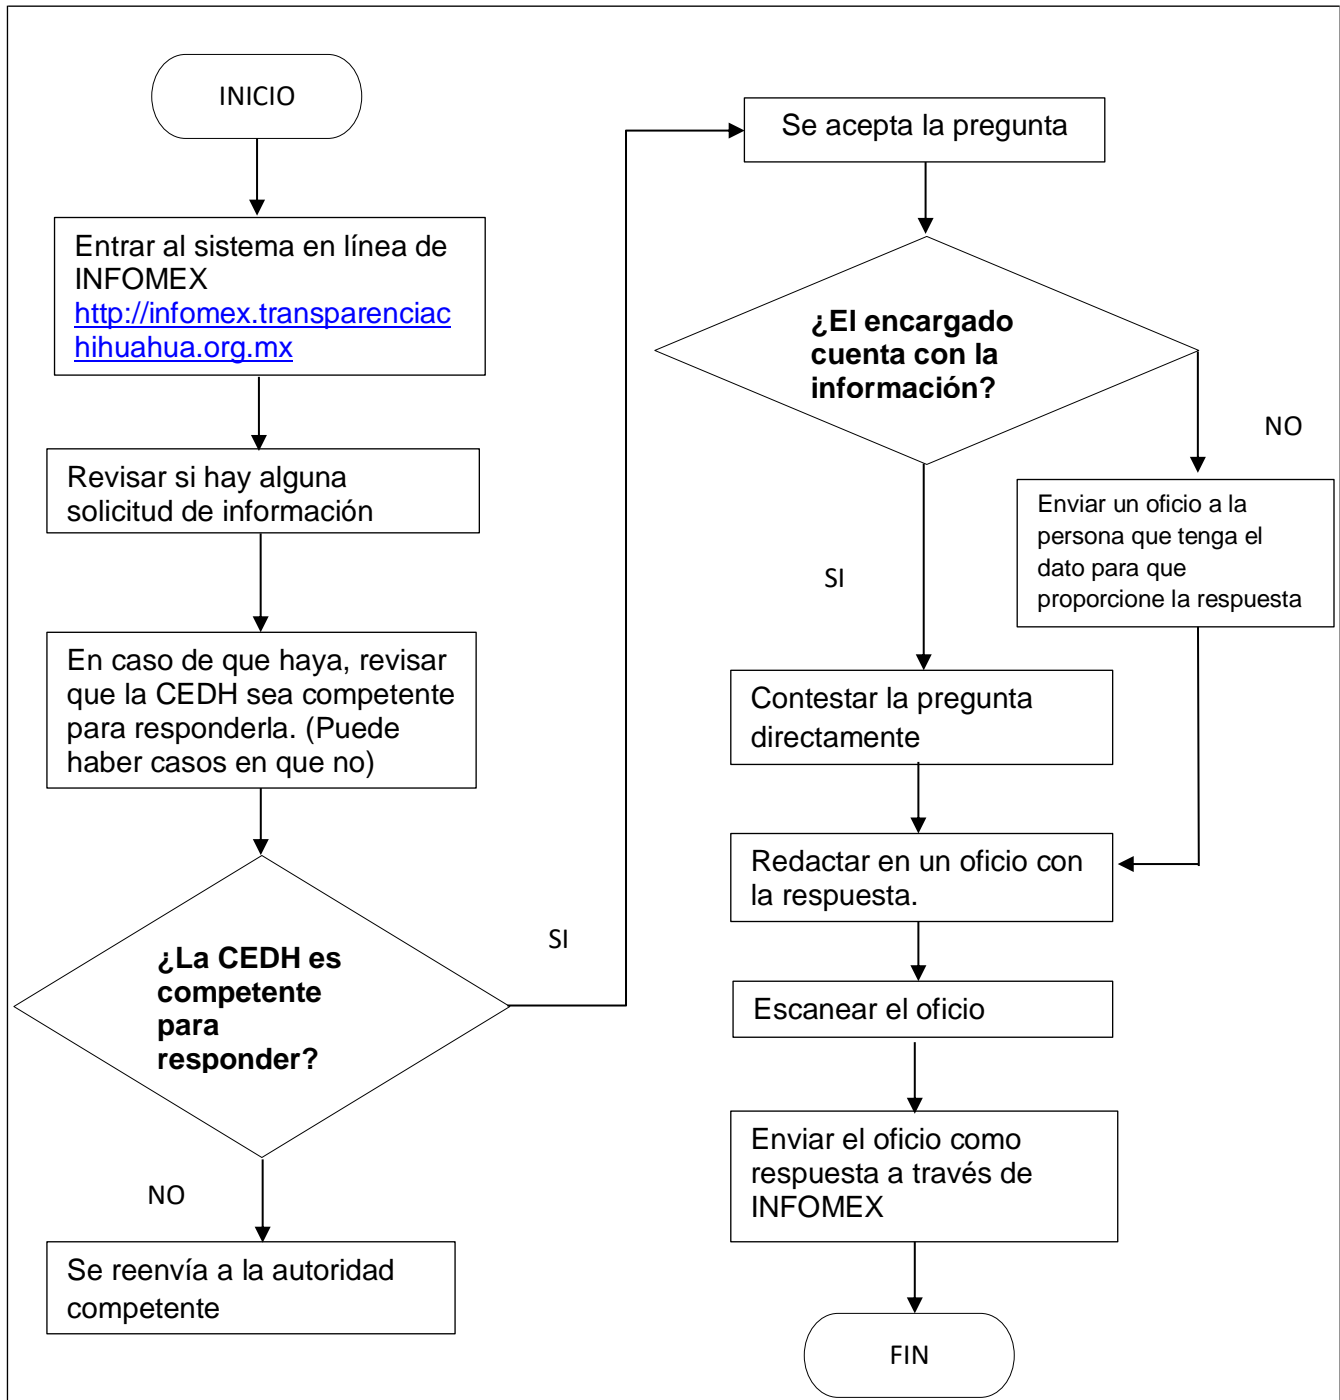 INICIO
Entrar al sistema en línea de
INFOMEX
http://infomex.transparenciac
hihuahua.org.mx
Revisar si hay alguna
solicitud de información
En caso de que haya, revisar
que la CEDH sea competente
para responderla. (Puede
haber casos en que no)
¿La CEDH es
competente
para
responder?
SI
NO
Se reenvía a la autoridad
competente
Se acepta la pregunta
¿El encargado
cuenta con la
información?
NO
Enviar un oficio a la
persona que tenga el
dato para que
proporcione la respuesta
SI
Contestar la pregunta
directamente
Redactar en un oficio con
la respuesta.
Escanear el oficio
Enviar el oficio como
respuesta a través de
INFOMEX
FIN